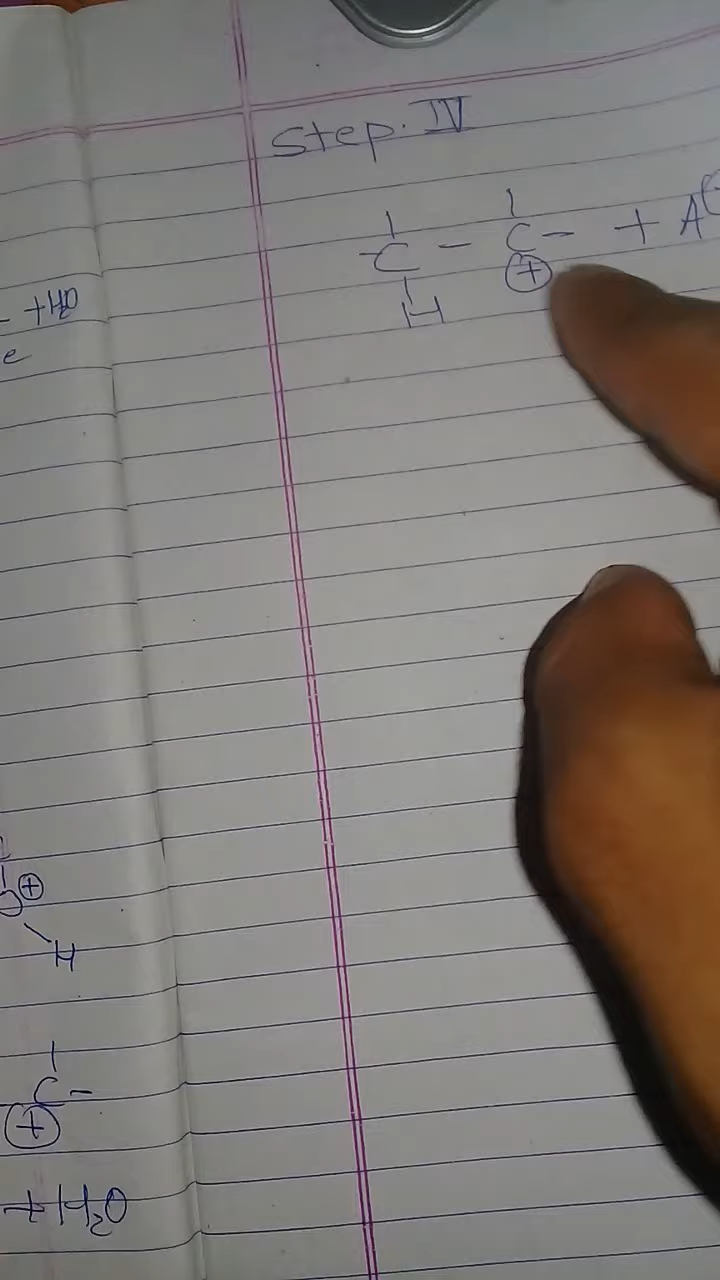 - +H2O
e
⊕
H
|
C -
⊕
+ H₂O
Step. IV
| |
- C - C - + A
| ⊕
H